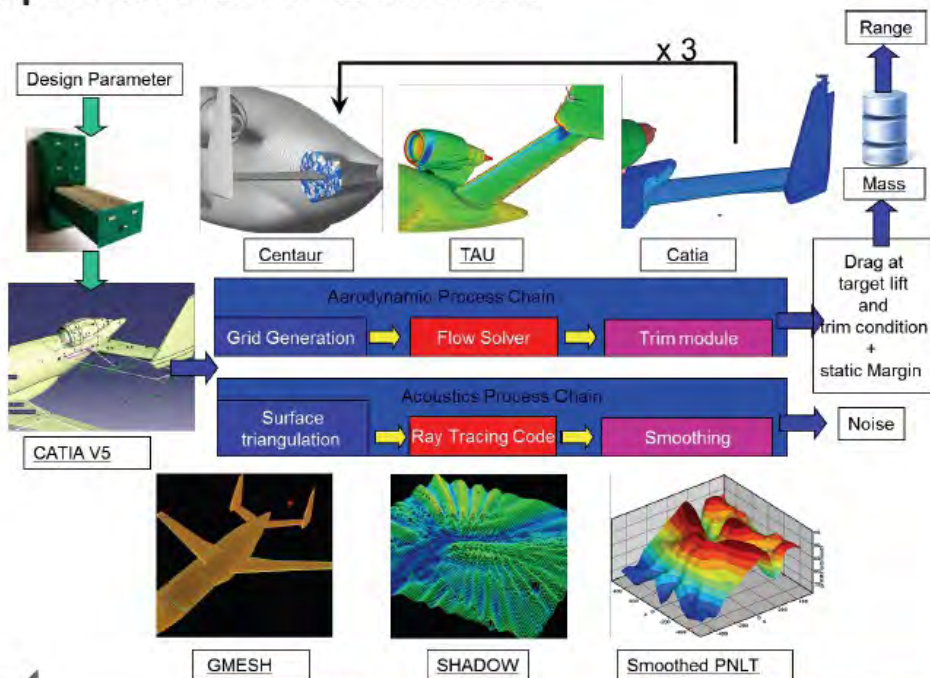 x 3
Range
Design Parameter
Mass
Centaur
TAU
Catia
Drag at
target lift
and
trim condition
+
static Margin
Aerodynamic Process Chain
Grid Generation
Flow Solver
Trim module
Acoustics Process Chain
Surface
triangulation
Ray Tracing Code
Smoothing
Noise
CATIA V5
GMESH
SHADOW
Smoothed PNLT